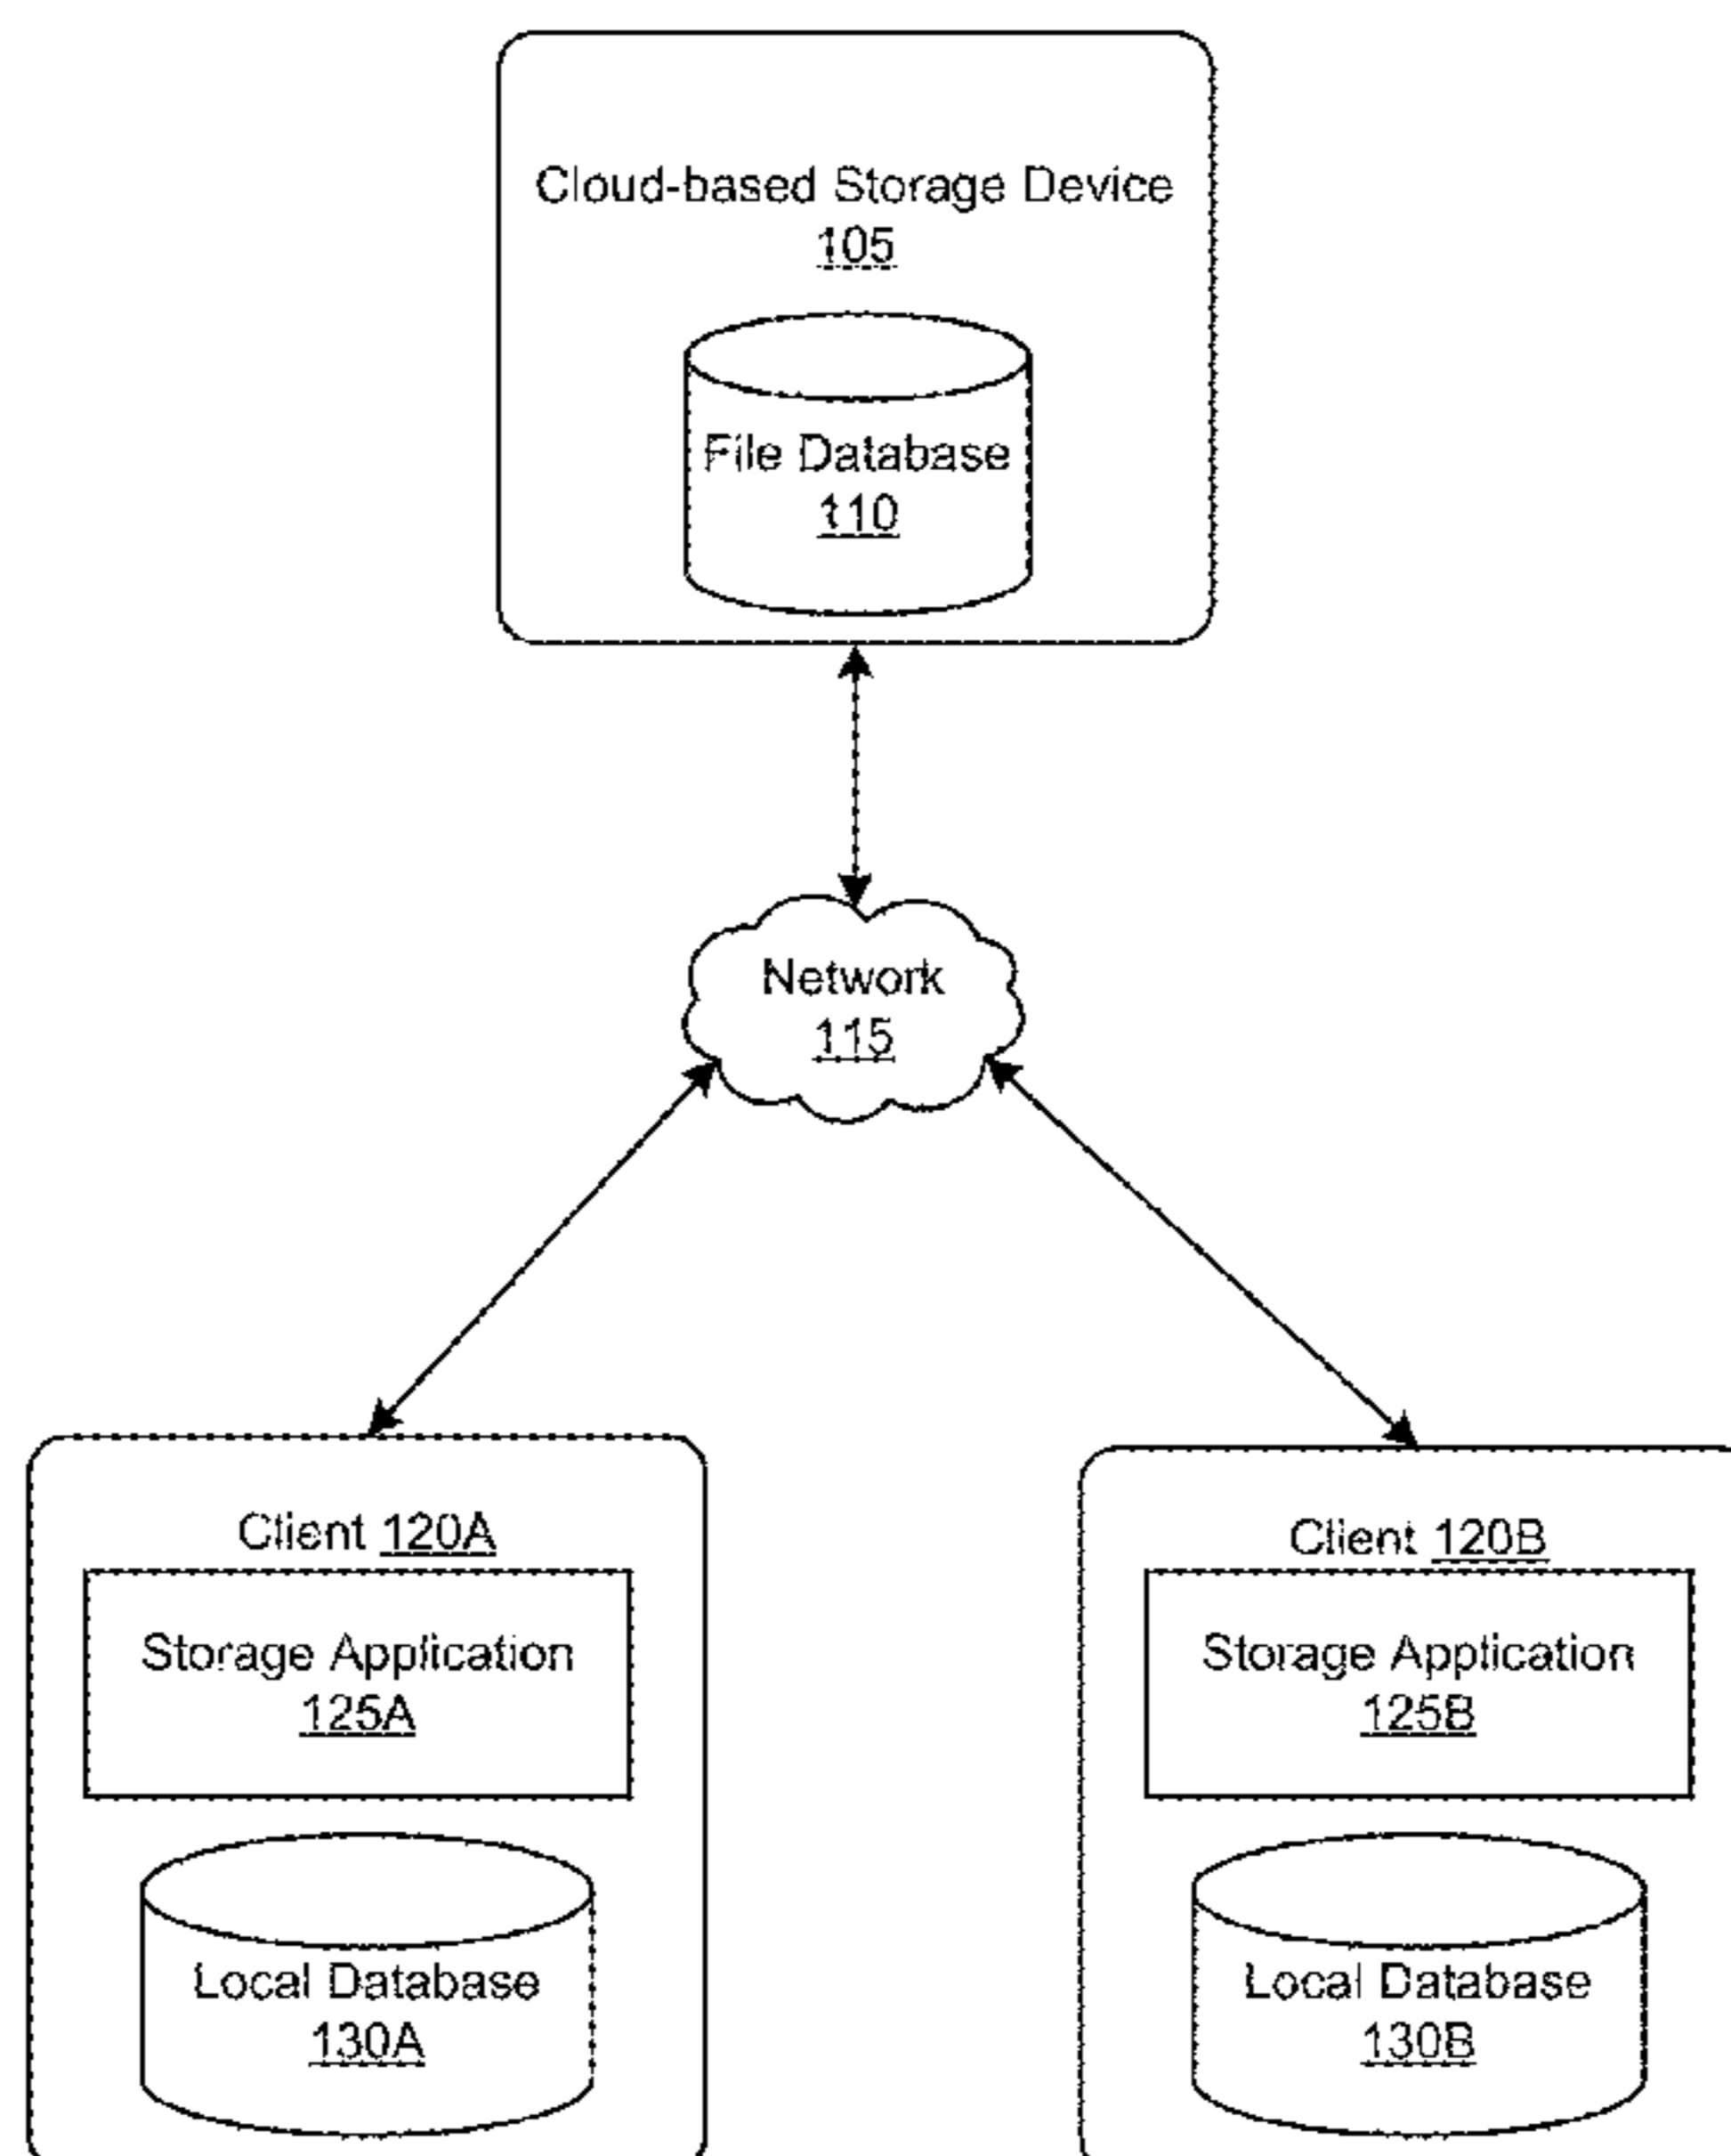 Cloud-based Storage Device
105
File Database
110
Network
115
Client 120A
Storage Application
125A
Local Database
130A
Client 120B
Storage Application
125B
Local Database
130B